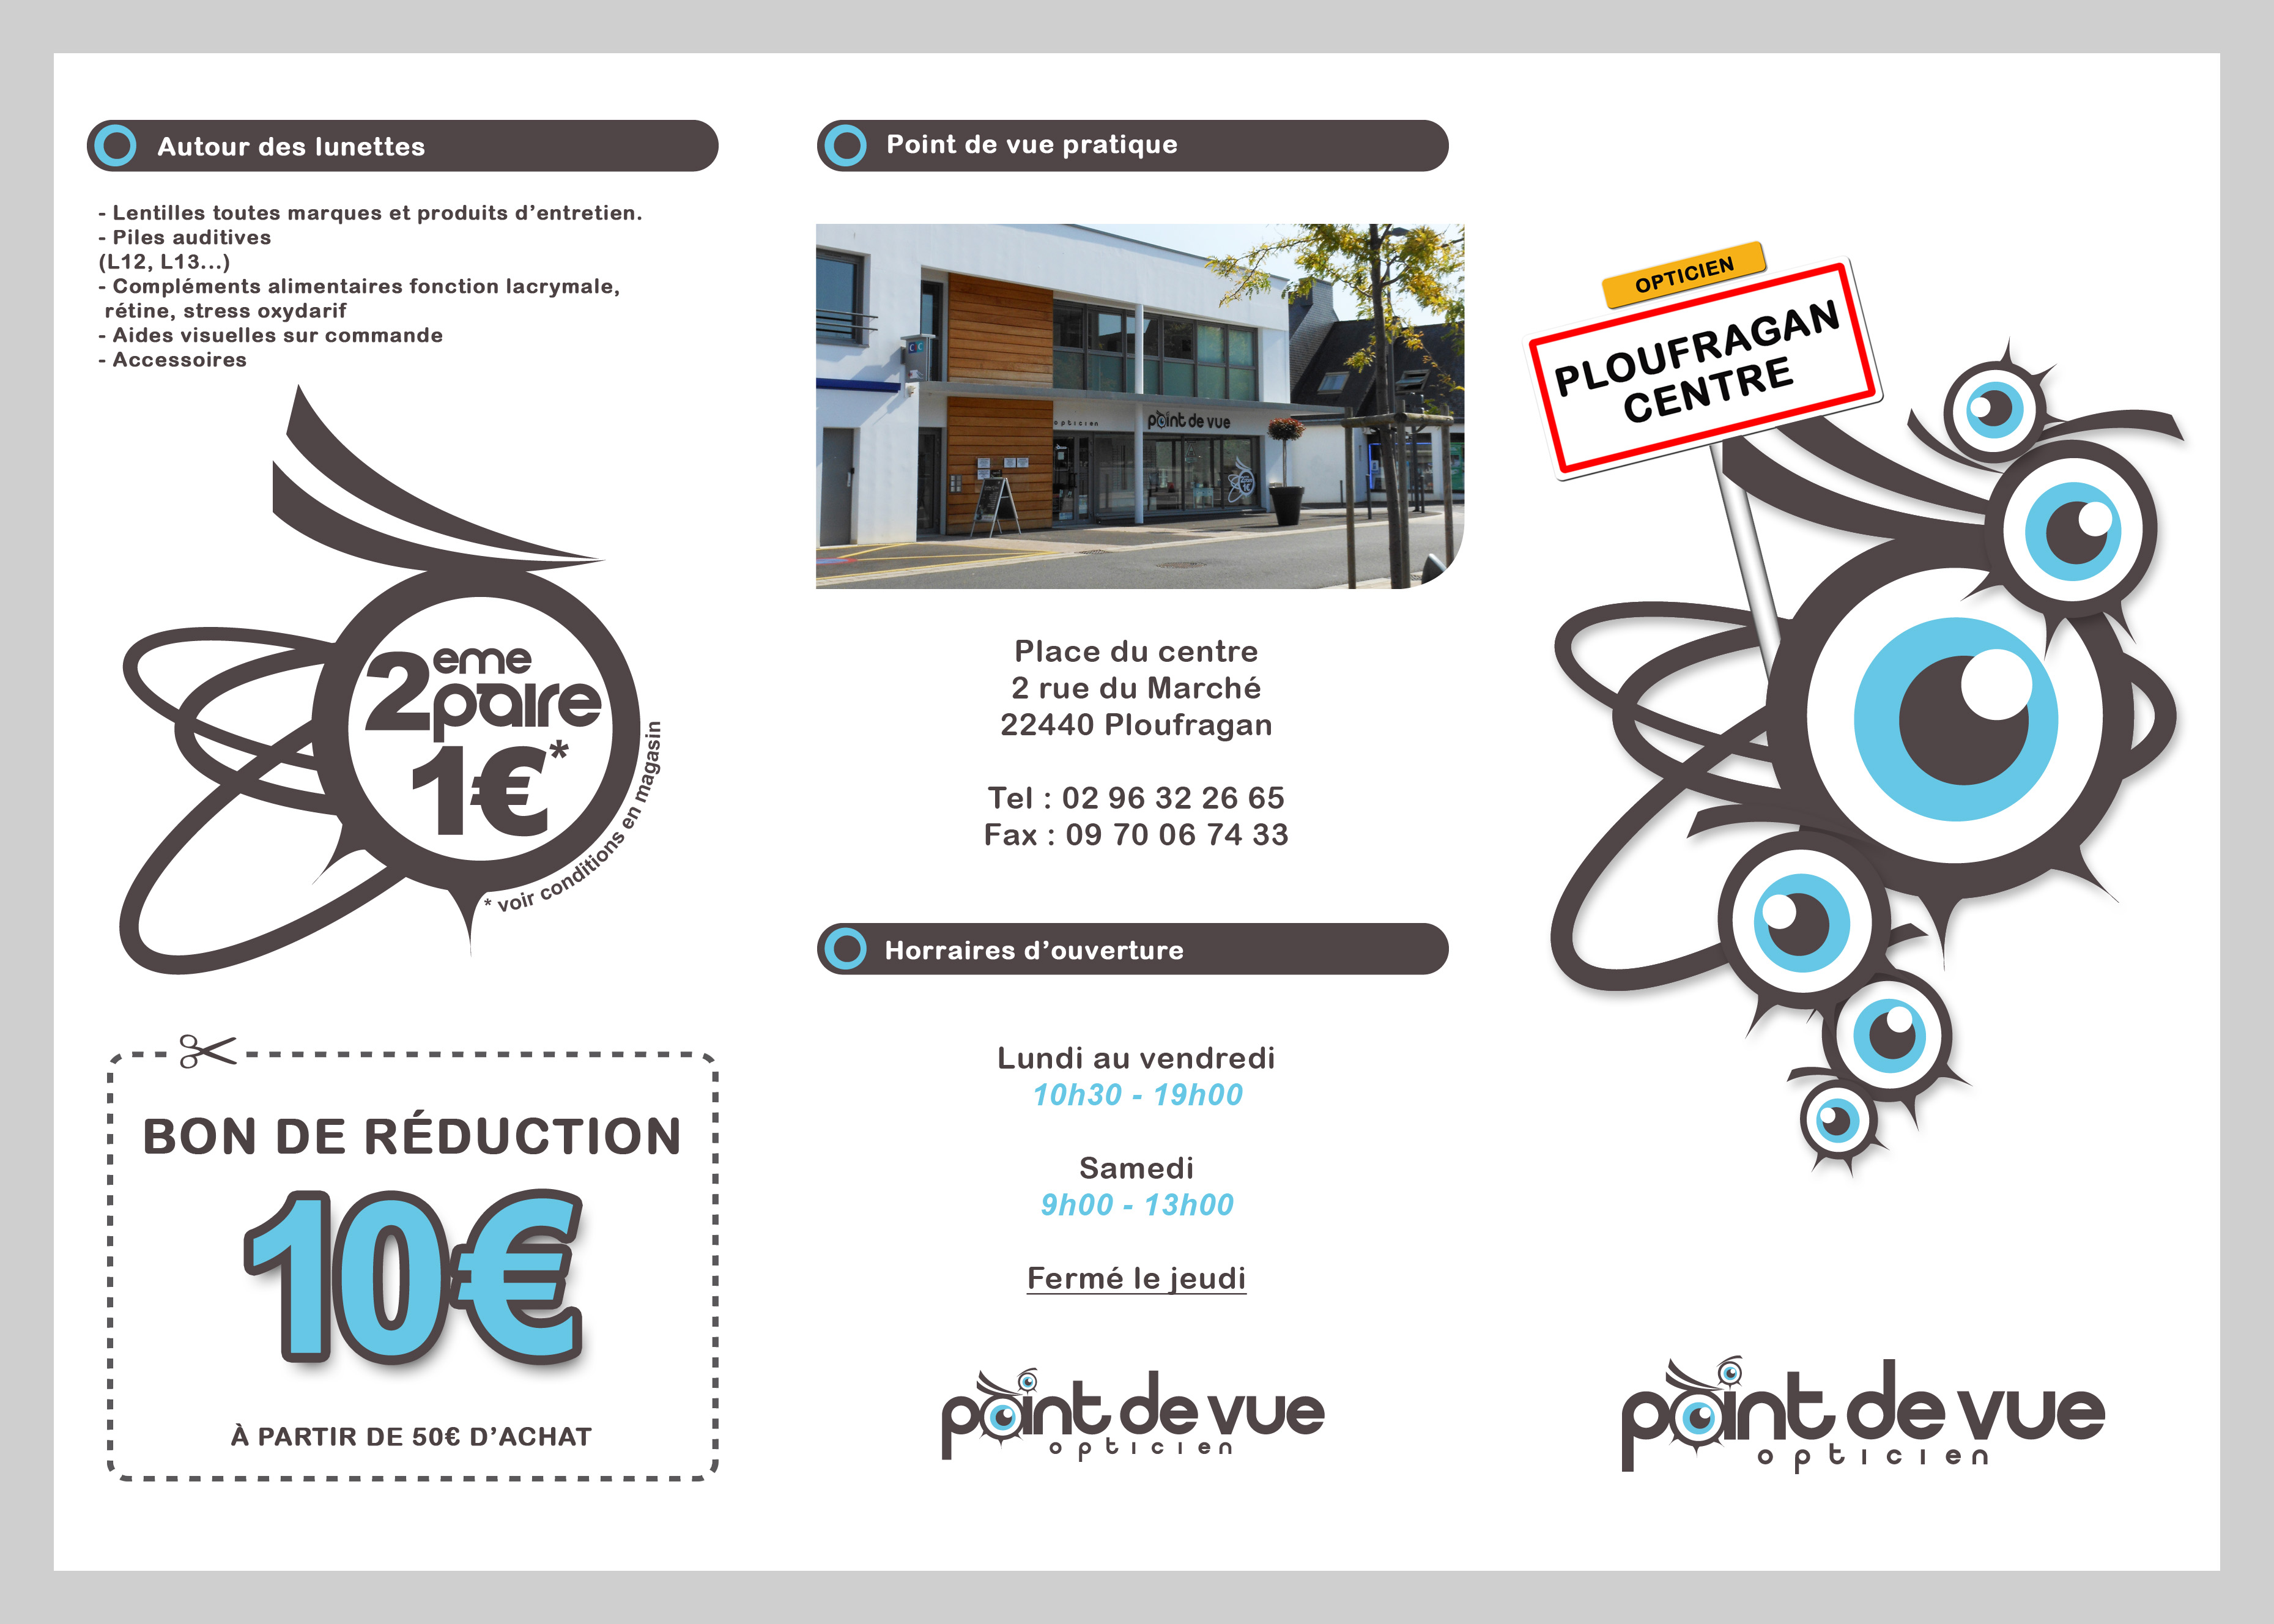 Autour des lunettes
- Lentilles toutes marques et produits d’entretien.
- Piles auditives
(L12, L13...)
- Compléments alimentaires fonction lacrymale,
rétine, stress oxydarif
- Aides visuelles sur commande
- Accessoires
2eme
paire
1€*
* voir conditions en magasin
BON DE RÉDUCTION
10€
À PARTIR DE 50€ D’ACHAT
Point de vue pratique
opticien
point de vue
Place du centre
2 rue du Marché
22440 Ploufragan
Tel : 02 96 32 26 65
Fax : 09 70 06 74 33
Horraires d’ouverture
Lundi au vendredi
10h30 - 19h00
Samedi
9h00 - 13h00
Fermé le jeudi
point de vue
opticien
OPTICIEN
PLOUFRAGAN
CENTRE
point de vue
opticien